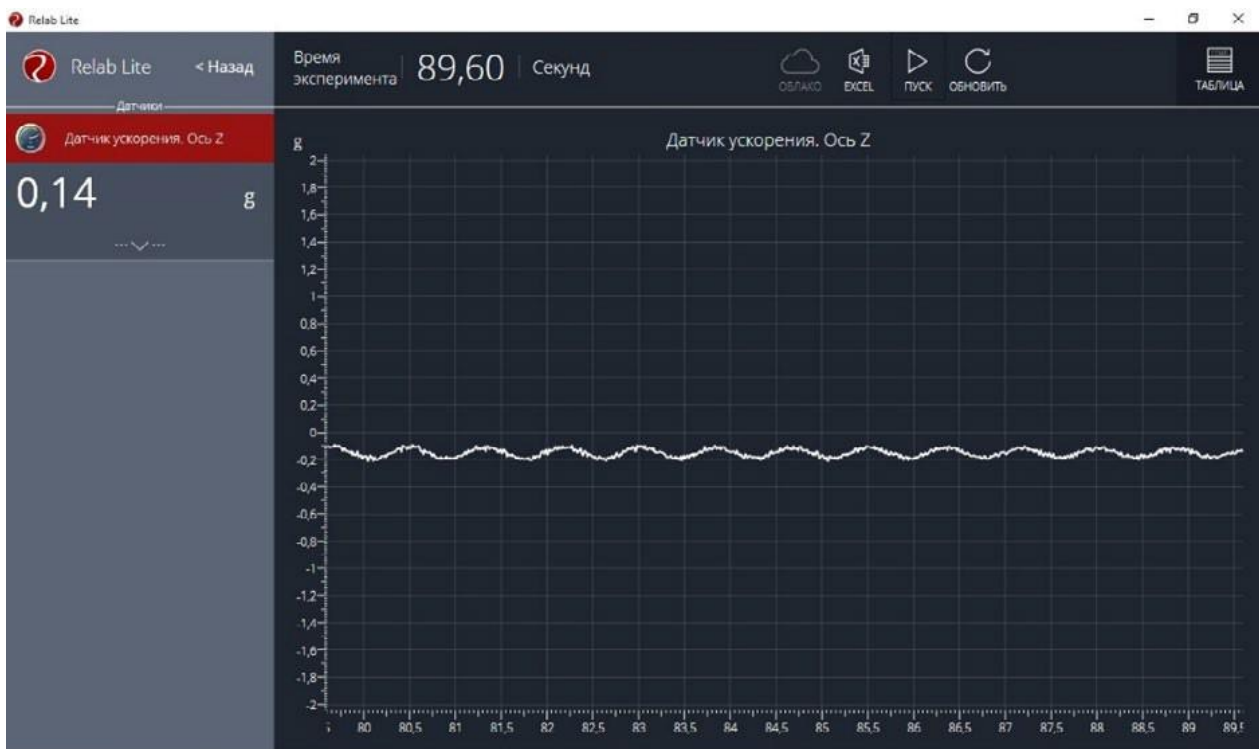 Relab Lite
Relab Lite < Назад
Время эксперимента 89,60 Секунд
ОБЛАКО EXCEL ПУСК ОБНОВИТЬ ТАБЛИЦА
Датчики
Датчик ускорения. Ось Z
0,14 g
Датчик ускорения. Ось Z
g
2
1,8
1,6
1,4
1,2
1
0,8
0,6
0,4
0,2
0
-0,2
-0,4
-0,6
-0,8
-1
-1,2
-1,4
-1,6
-1,8
-2
80 80,5 81 81,5 82 82,5 83 83,5 84 84,5 85 85,5 86 86,5 87 87,5 88 88,5 89